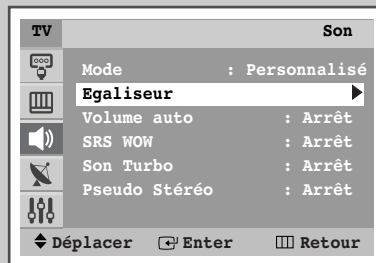 TV Son
Mode : Personnalisé
Egaliseur
Volume auto : Arrêt
SRS WOW : Arrêt
Son Turbo : Arrêt
Pseudo Stéréo : Arrêt
Déplacer Enter Retour